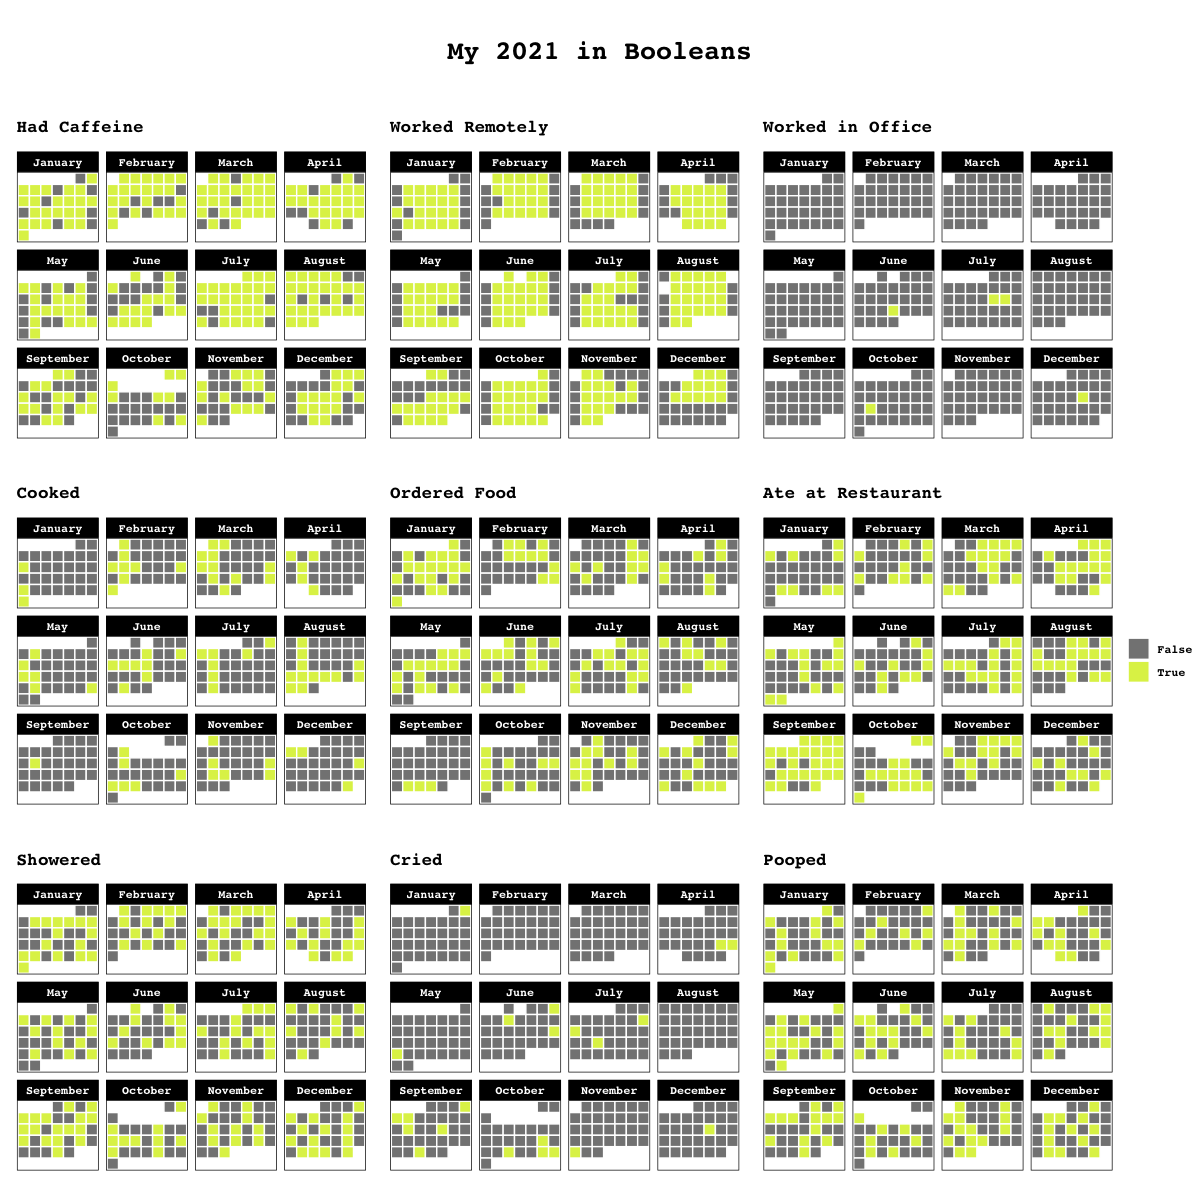 My 2021 in Booleans
Had Caffeine
Worked Remotely
Worked in Office
January February March April
January February March April
January February March April
May June July August
May June July August
May June July August
September October November December
September October November December
September October November December
Cooked
Ordered Food
Ate at Restaurant
January February March April
January February March April
January February March April
May June July August
May June July August
May June July August
False
True
September October November December
September October November December
September October November December
Showered
Cried
Pooped
January February March April
January February March April
January February March April
May June July August
May June July August
May June July August
September October November December
September October November December
September October November December